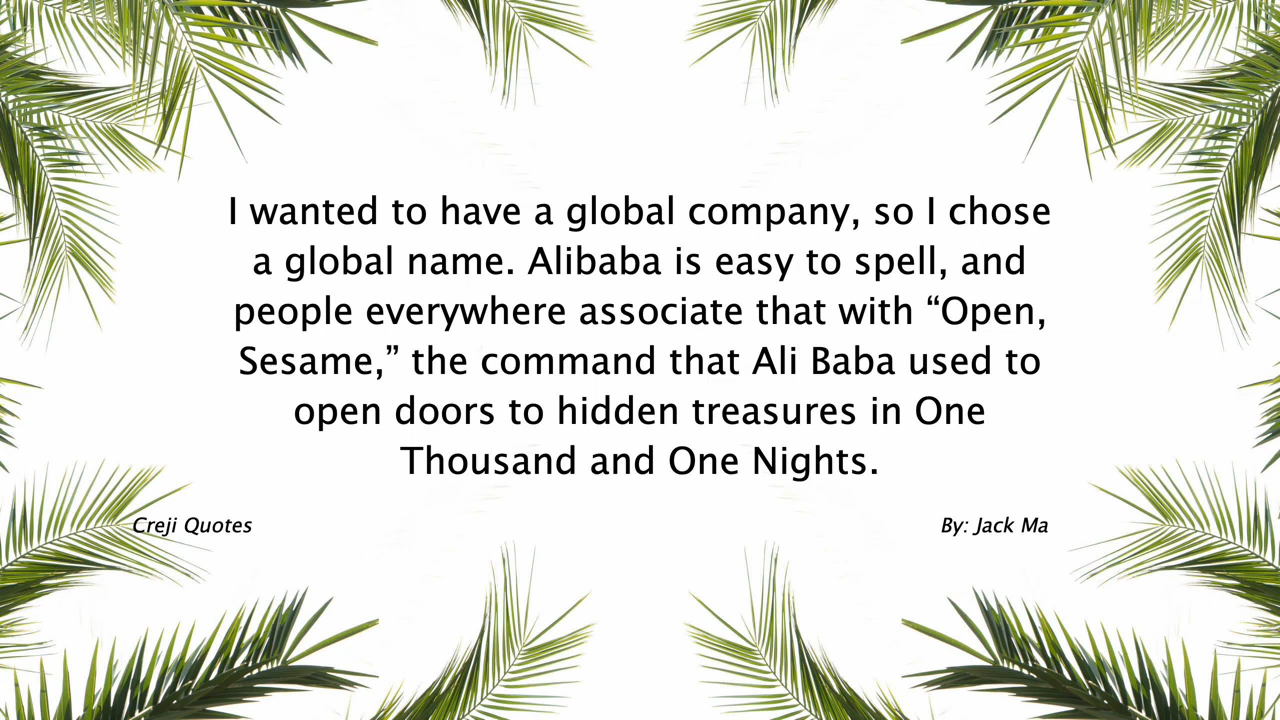 I wanted to have a global company, so I chose
a global name. Alibaba is easy to spell, and
people everywhere associate that with “Open,
Sesame,” the command that Ali Baba used to
open doors to hidden treasures in One
Thousand and One Nights.
Creji Quotes
By: Jack Ma